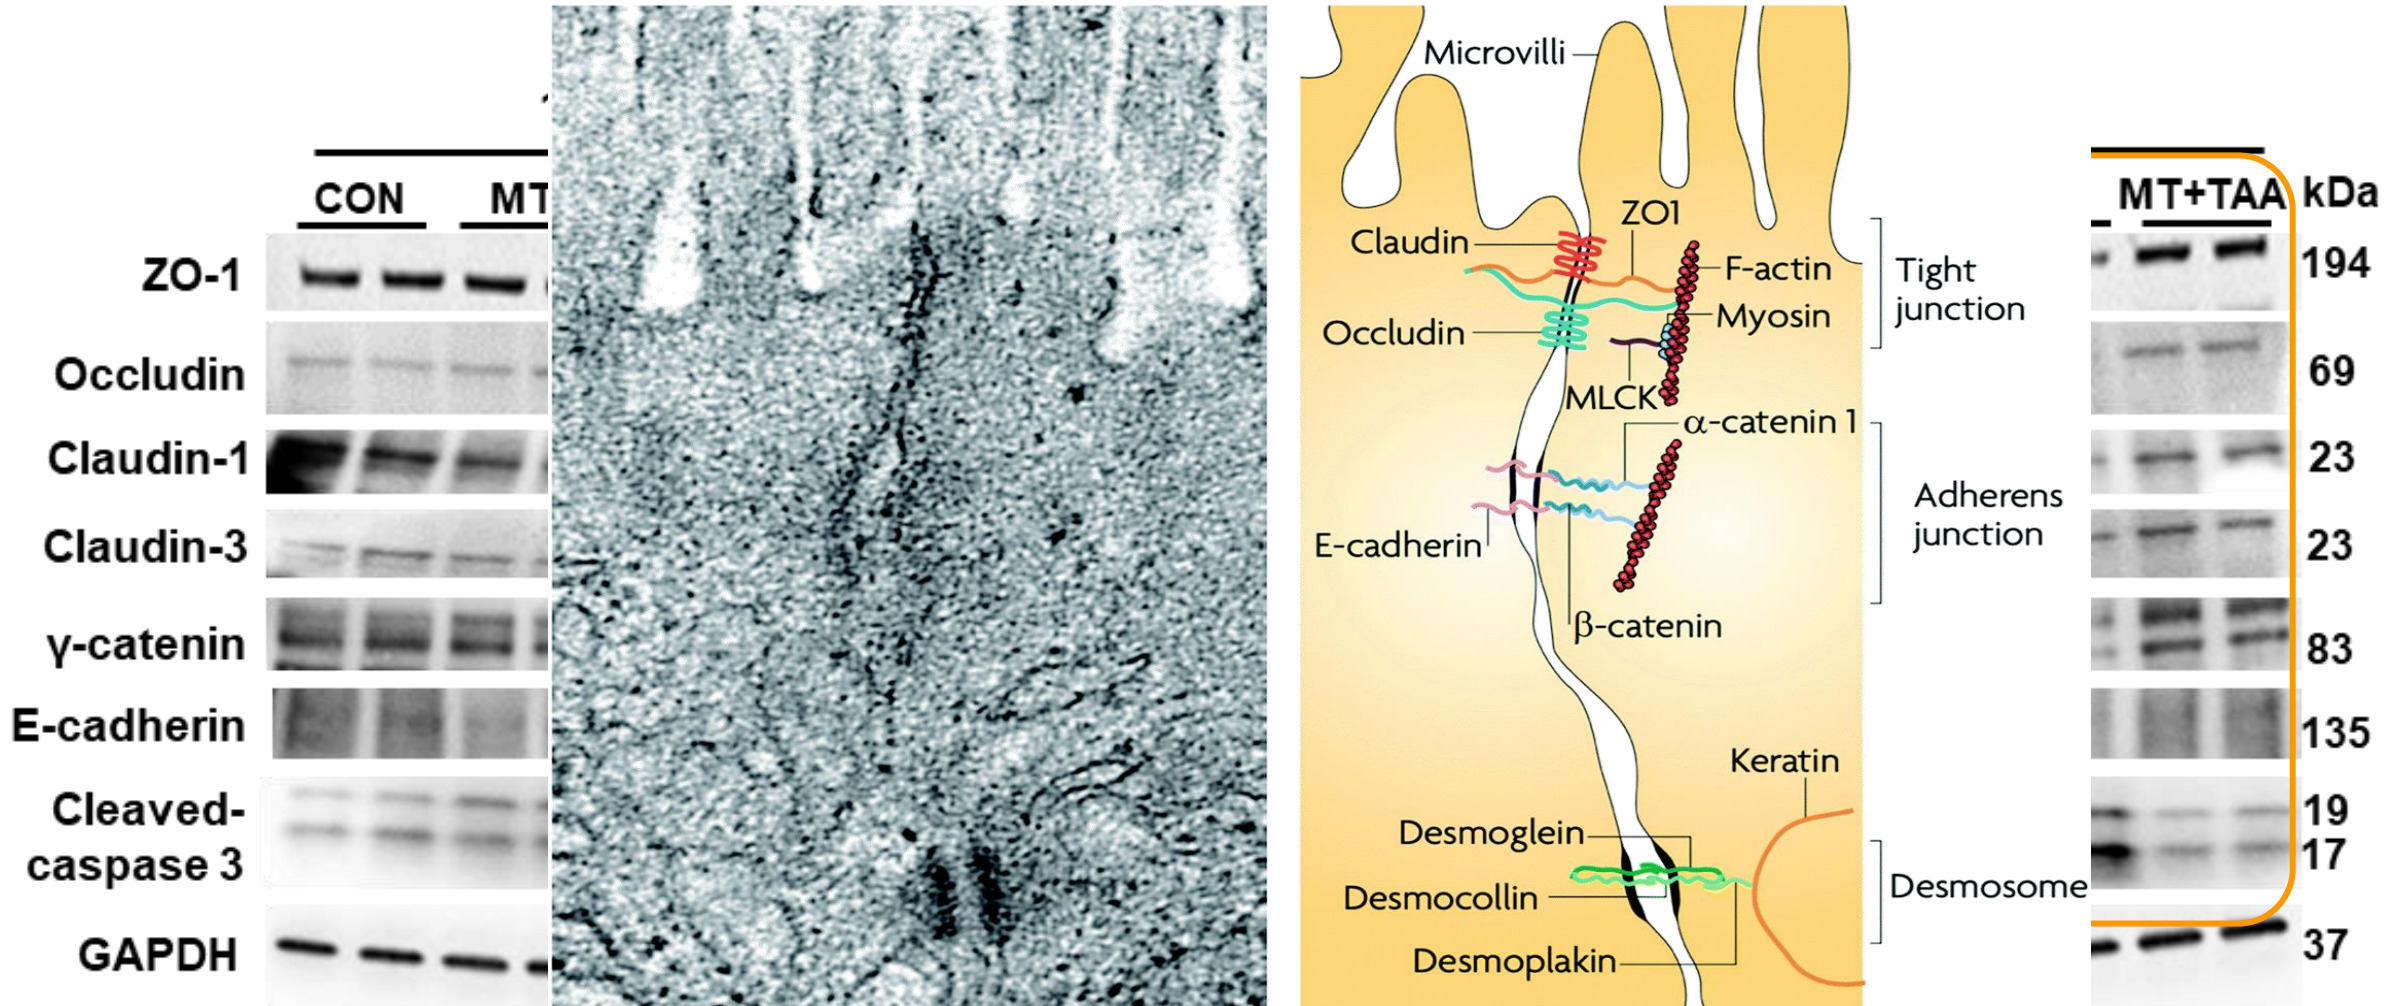 CON
MT
ZO-1
Occludin
Claudin-1
Claudin-3
γ-catenin
E-cadherin
Cleaved-
caspase 3
GAPDH
Microvilli
ZO1
Claudin
F-actin
Myosin
Occludin
MLCK
Tight
junction
α-catenin 1
E-cadherin
β-catenin
Adherens
junction
Keratin
Desmoglein
Desmocollin
Desmosome
Desmoplakin
MT+TAA
kDa
194
69
23
23
83
135
19
17
37